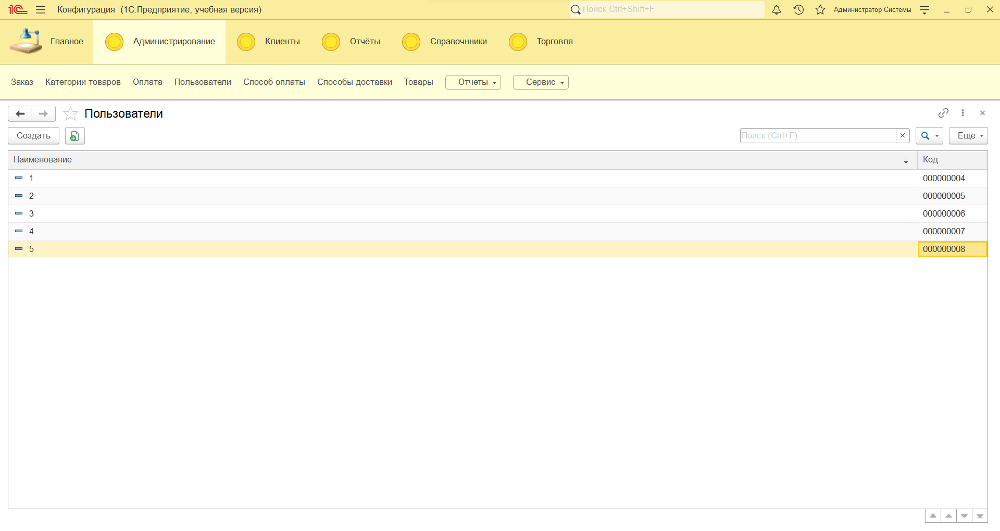 1С Конфигурация (1С:Предприятие, учебная версия) Поиск Ctrl+Shift+F Администратор Системы
Главное Администрирование Клиенты Отчёты Справочнники Торговля
Заказ Категории товаров Оплата Пользователи Способ оплаты Способы доставки Товары Отчеты Сервис
Пользователи
Создать Поиск (Ctrl+F) × Еще
Наименование ↓ Код
1 000000004
2 000000005
3 000000006
4 000000007
5 000000008